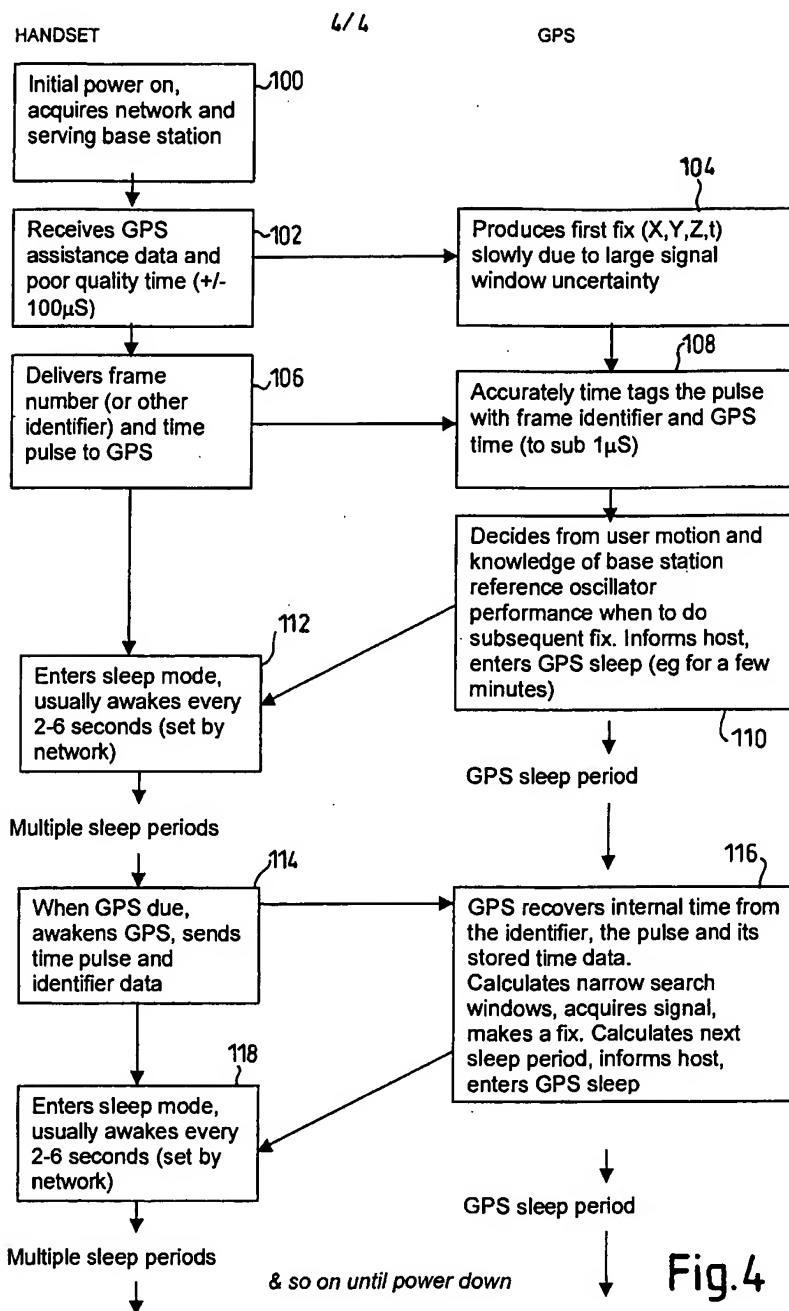 4/4
HANDSET
GPS
Initial power on,
acquires network and
serving base station
100
Receives GPS
assistance data and
poor quality time (+/-
100µS)
102
104
Produces first fix (X,Y,Z,t)
slowly due to large signal
window uncertainty
Delivers frame
number (or other
identifier) and time
pulse to GPS
106
108
Accurately time tags the pulse
with frame identifier and GPS
time (to sub 1µS)
Decides from user motion and
knowledge of base station
reference oscillator
performance when to do
subsequent fix. Informs host,
enters GPS sleep (eg for a few
minutes)
110
112
Enters sleep mode,
usually awakes every
2-6 seconds (set by
network)
GPS sleep period
Multiple sleep periods
114
When GPS due,
awakens GPS, sends
time pulse and
identifier data
116
GPS recovers internal time from
the identifier, the pulse and its
stored time data.
Calculates narrow search
windows, acquires signal,
makes a fix. Calculates next
sleep period, informs host,
enters GPS sleep
118
Enters sleep mode,
usually awakes every
2-6 seconds (set by
network)
GPS sleep period
Multiple sleep periods
& so on until power down
Fig.4